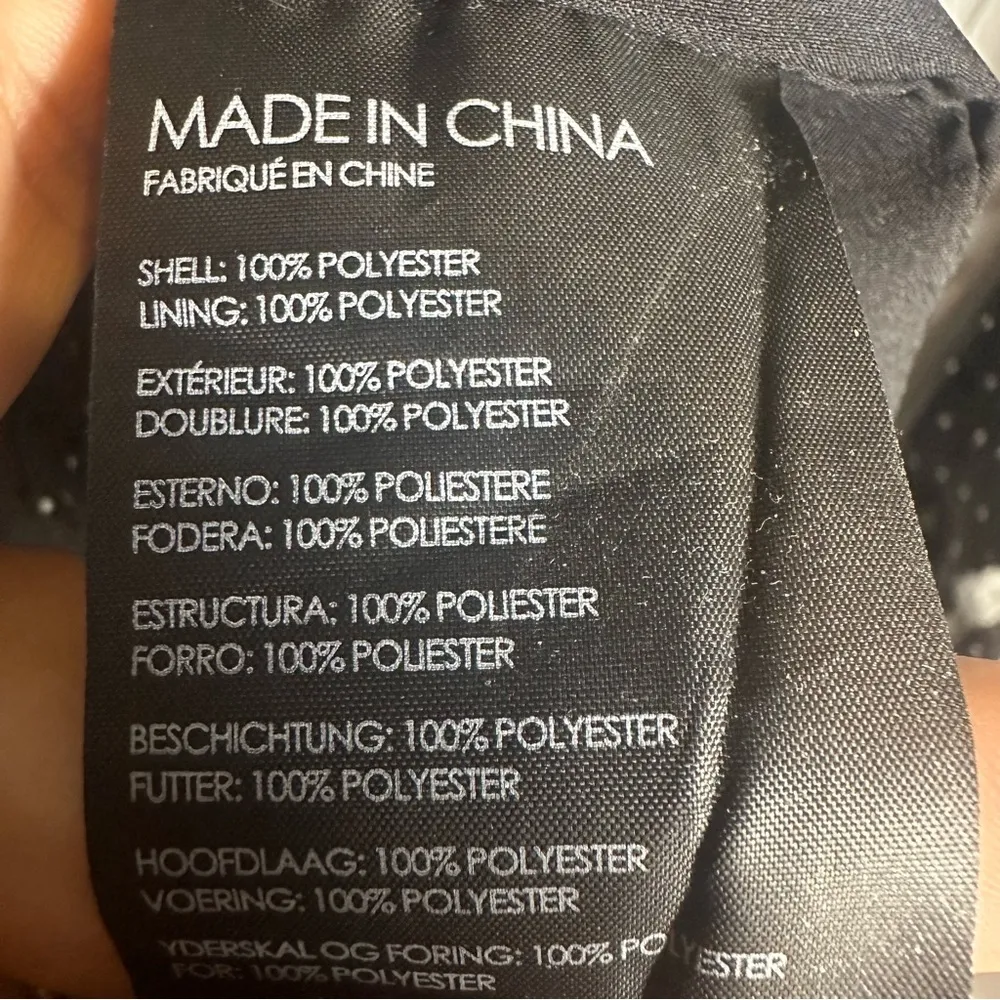 MADE IN CHINA
FABRIQUÉ EN CHINE
SHELL: 100% POLYESTER
LINING: 100% POLYESTER
EXTÉRIEUR: 100% POLYESTER
DOUBLURE: 100% POLYESTER
ESTERNO: 100% POLIESTERE
FODERA: 100% POLIESTERE
ESTRUCTURA: 100% POLIESTER
FORRO: 100% POLIESTER
BESCHICHTUNG: 100% POLYESTER
FUTTER: 100% POLYESTER
HOOFDLAAG: 100% POLYESTER
VOERING: 100% POLYESTER
YDERSKAL OG FORING: 100% POLYESTER
FOR: 100% POLYESTER